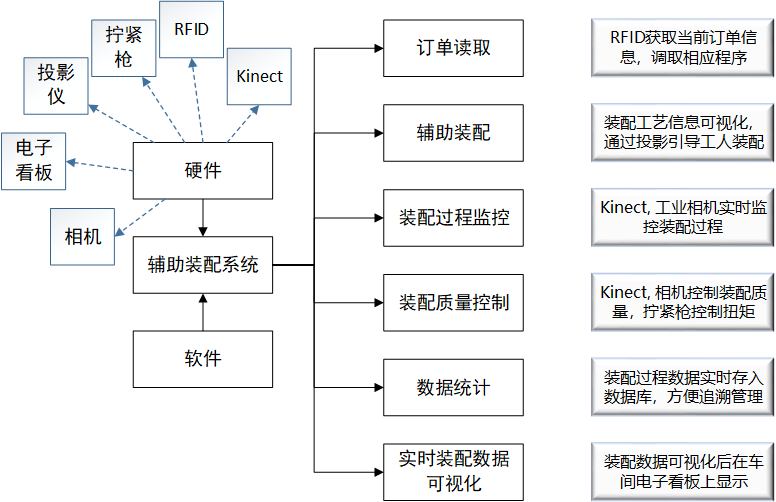 拧紧
枪
RFID
投影
仪
Kinect
电子
看板
相机
硬件
辅助装配系统
软件
订单读取
RFID获取当前订单信
息，调取相应程序
辅助装配
装配工艺信息可视化，
通过投影引导工人装配
装配过程监控
Kinect, 工业相机实时监
控装配过程
装配质量控制
Kinect, 相机控制装配质
量，拧紧枪控制扭矩
数据统计
装配过程数据实时存入
数据库，方便追溯管理
实时装配数据
可视化
装配数据可视化后在车
间电子看板上显示